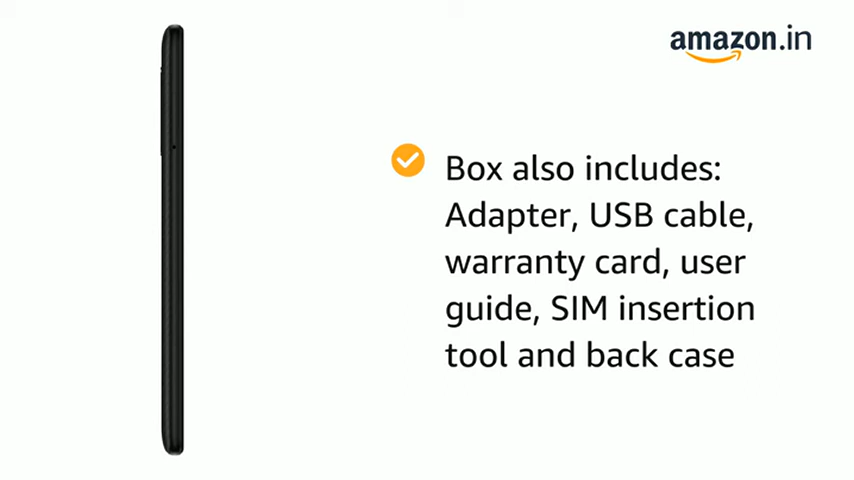 amazon.in
Box also includes:
Adapter, USB cable,
warranty card, user
guide, SIM insertion
tool and back case